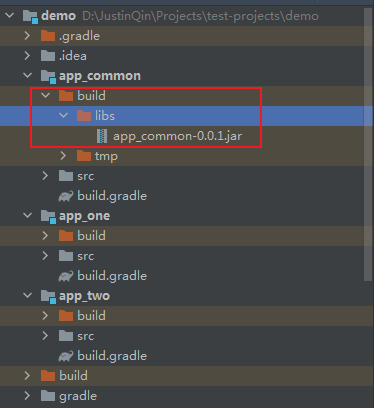 demo D:\JustinQin\Projects\test-projects\demo
.gradle
.idea
app_common
build
libs
app_common-0.0.1.jar
tmp
src
build.gradle
app_one
build
src
build.gradle
app_two
build
src
build.gradle
build
gradle